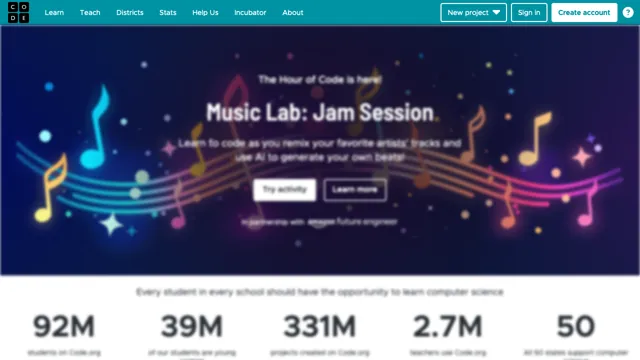 CO
DE
Learn Teach Districts Stats Help Us Incubator About New project Sign in Create account ?
The Hour of Code is here!
Music Lab: Jam Session
Learn to code as you remix your favorite artists' tracks and
use AI to generate your own beats!
Try activity Learn more
In partnership with amazon future engineer
Every student in every school should have the opportunity to learn computer science
92M 39M 331M 2.7M 50
students on Code.org of our students are young projects created on Code.org teachers use Code.org All 50 states support computer